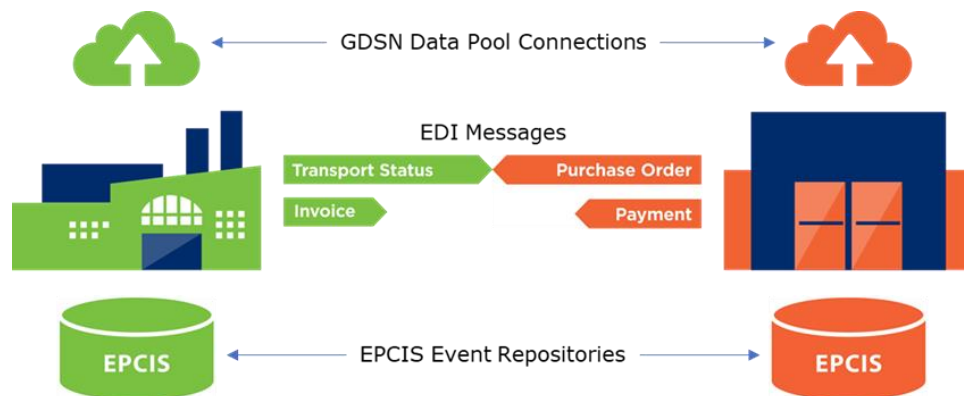 GDSN Data Pool Connections
EDI Messages
Transport Status
Purchase Order
Invoice
Payment
EPCIS
EPCIS Event Repositories
EPCIS